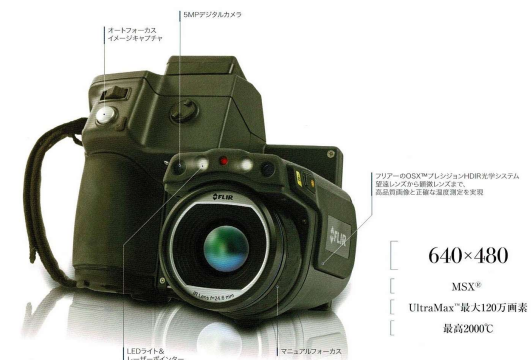 5MPデジタルカメラ
オートフォーカス
イメージキャプチャ
フリアーのOSX™プレシジョンHDIR光学システム
望遠レンズから顕微レンズまで、
高品質画像と正確な温度測定を実現
FLIR
FLIR
IR Lens f=24.6 mm
640×480
MSX®
UltraMax™最大120万画素
最高2000℃
LEDライト&
レーザーポインター
マニュアルフォーカス